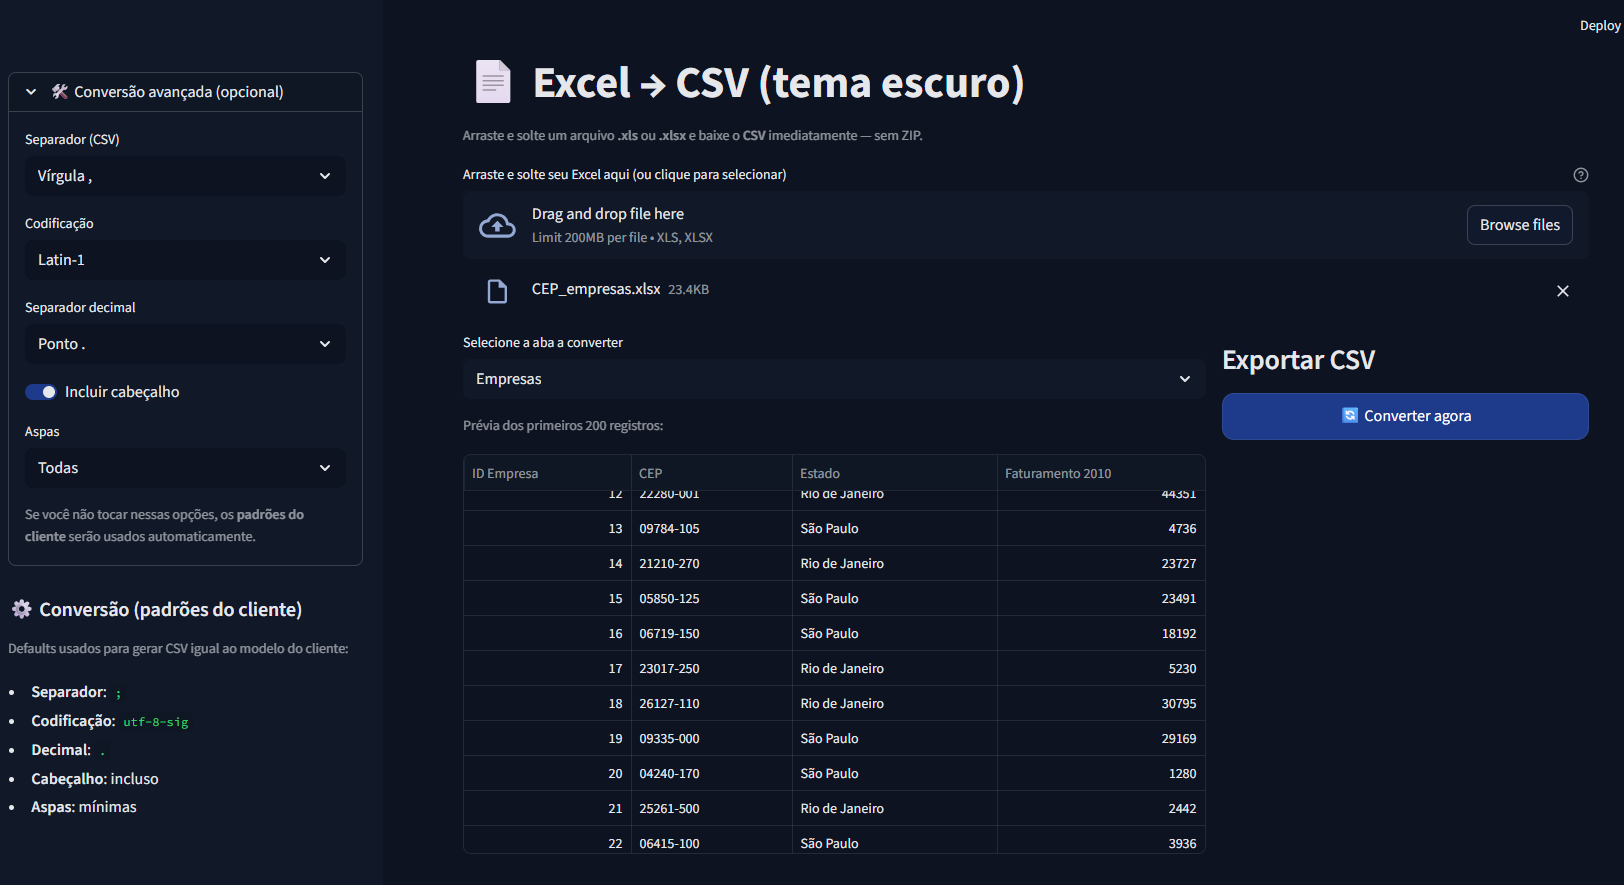 Deploy
🛠️ Conversão avançada (opcional)
Separador (CSV)
Vírgula ,
Codificação
Latin-1
Separador decimal
Ponto .
Incluir cabeçalho
Aspas
Todas
Se você não tocar nessas opções, os padrões do
cliente serão usados automaticamente.
⚙️ Conversão (padrões do cliente)
Defaults usados para gerar CSV igual ao modelo do cliente:
• Separador: ;
• Codificação: utf-8-sig
• Decimal: .
• Cabeçalho: incluso
• Aspas: mínimas
Excel → CSV (tema escuro)
Arraste e solte um arquivo .xls ou .xlsx e baixe o CSV imediatamente — sem ZIP.
Arraste e solte seu Excel aqui (ou clique para selecionar)
Drag and drop file here
Limit 200MB per file • XLS, XLSX
Browse files
CEP_empresas.xlsx 23.4KB
Selecione a aba a converter
Empresas
Prévia dos primeiros 200 registros:
ID Empresa CEP Estado Faturamento 2010
12 22280-001 Rio de Janeiro 44351
13 09784-105 São Paulo 4736
14 21210-270 Rio de Janeiro 23727
15 05850-125 São Paulo 23491
16 06719-150 São Paulo 18192
17 23017-250 Rio de Janeiro 5230
18 26127-110 Rio de Janeiro 30795
19 09335-000 São Paulo 29169
20 04240-170 São Paulo 1280
21 25261-500 Rio de Janeiro 2442
22 06415-100 São Paulo 3936
Exportar CSV
🔄 Converter agora